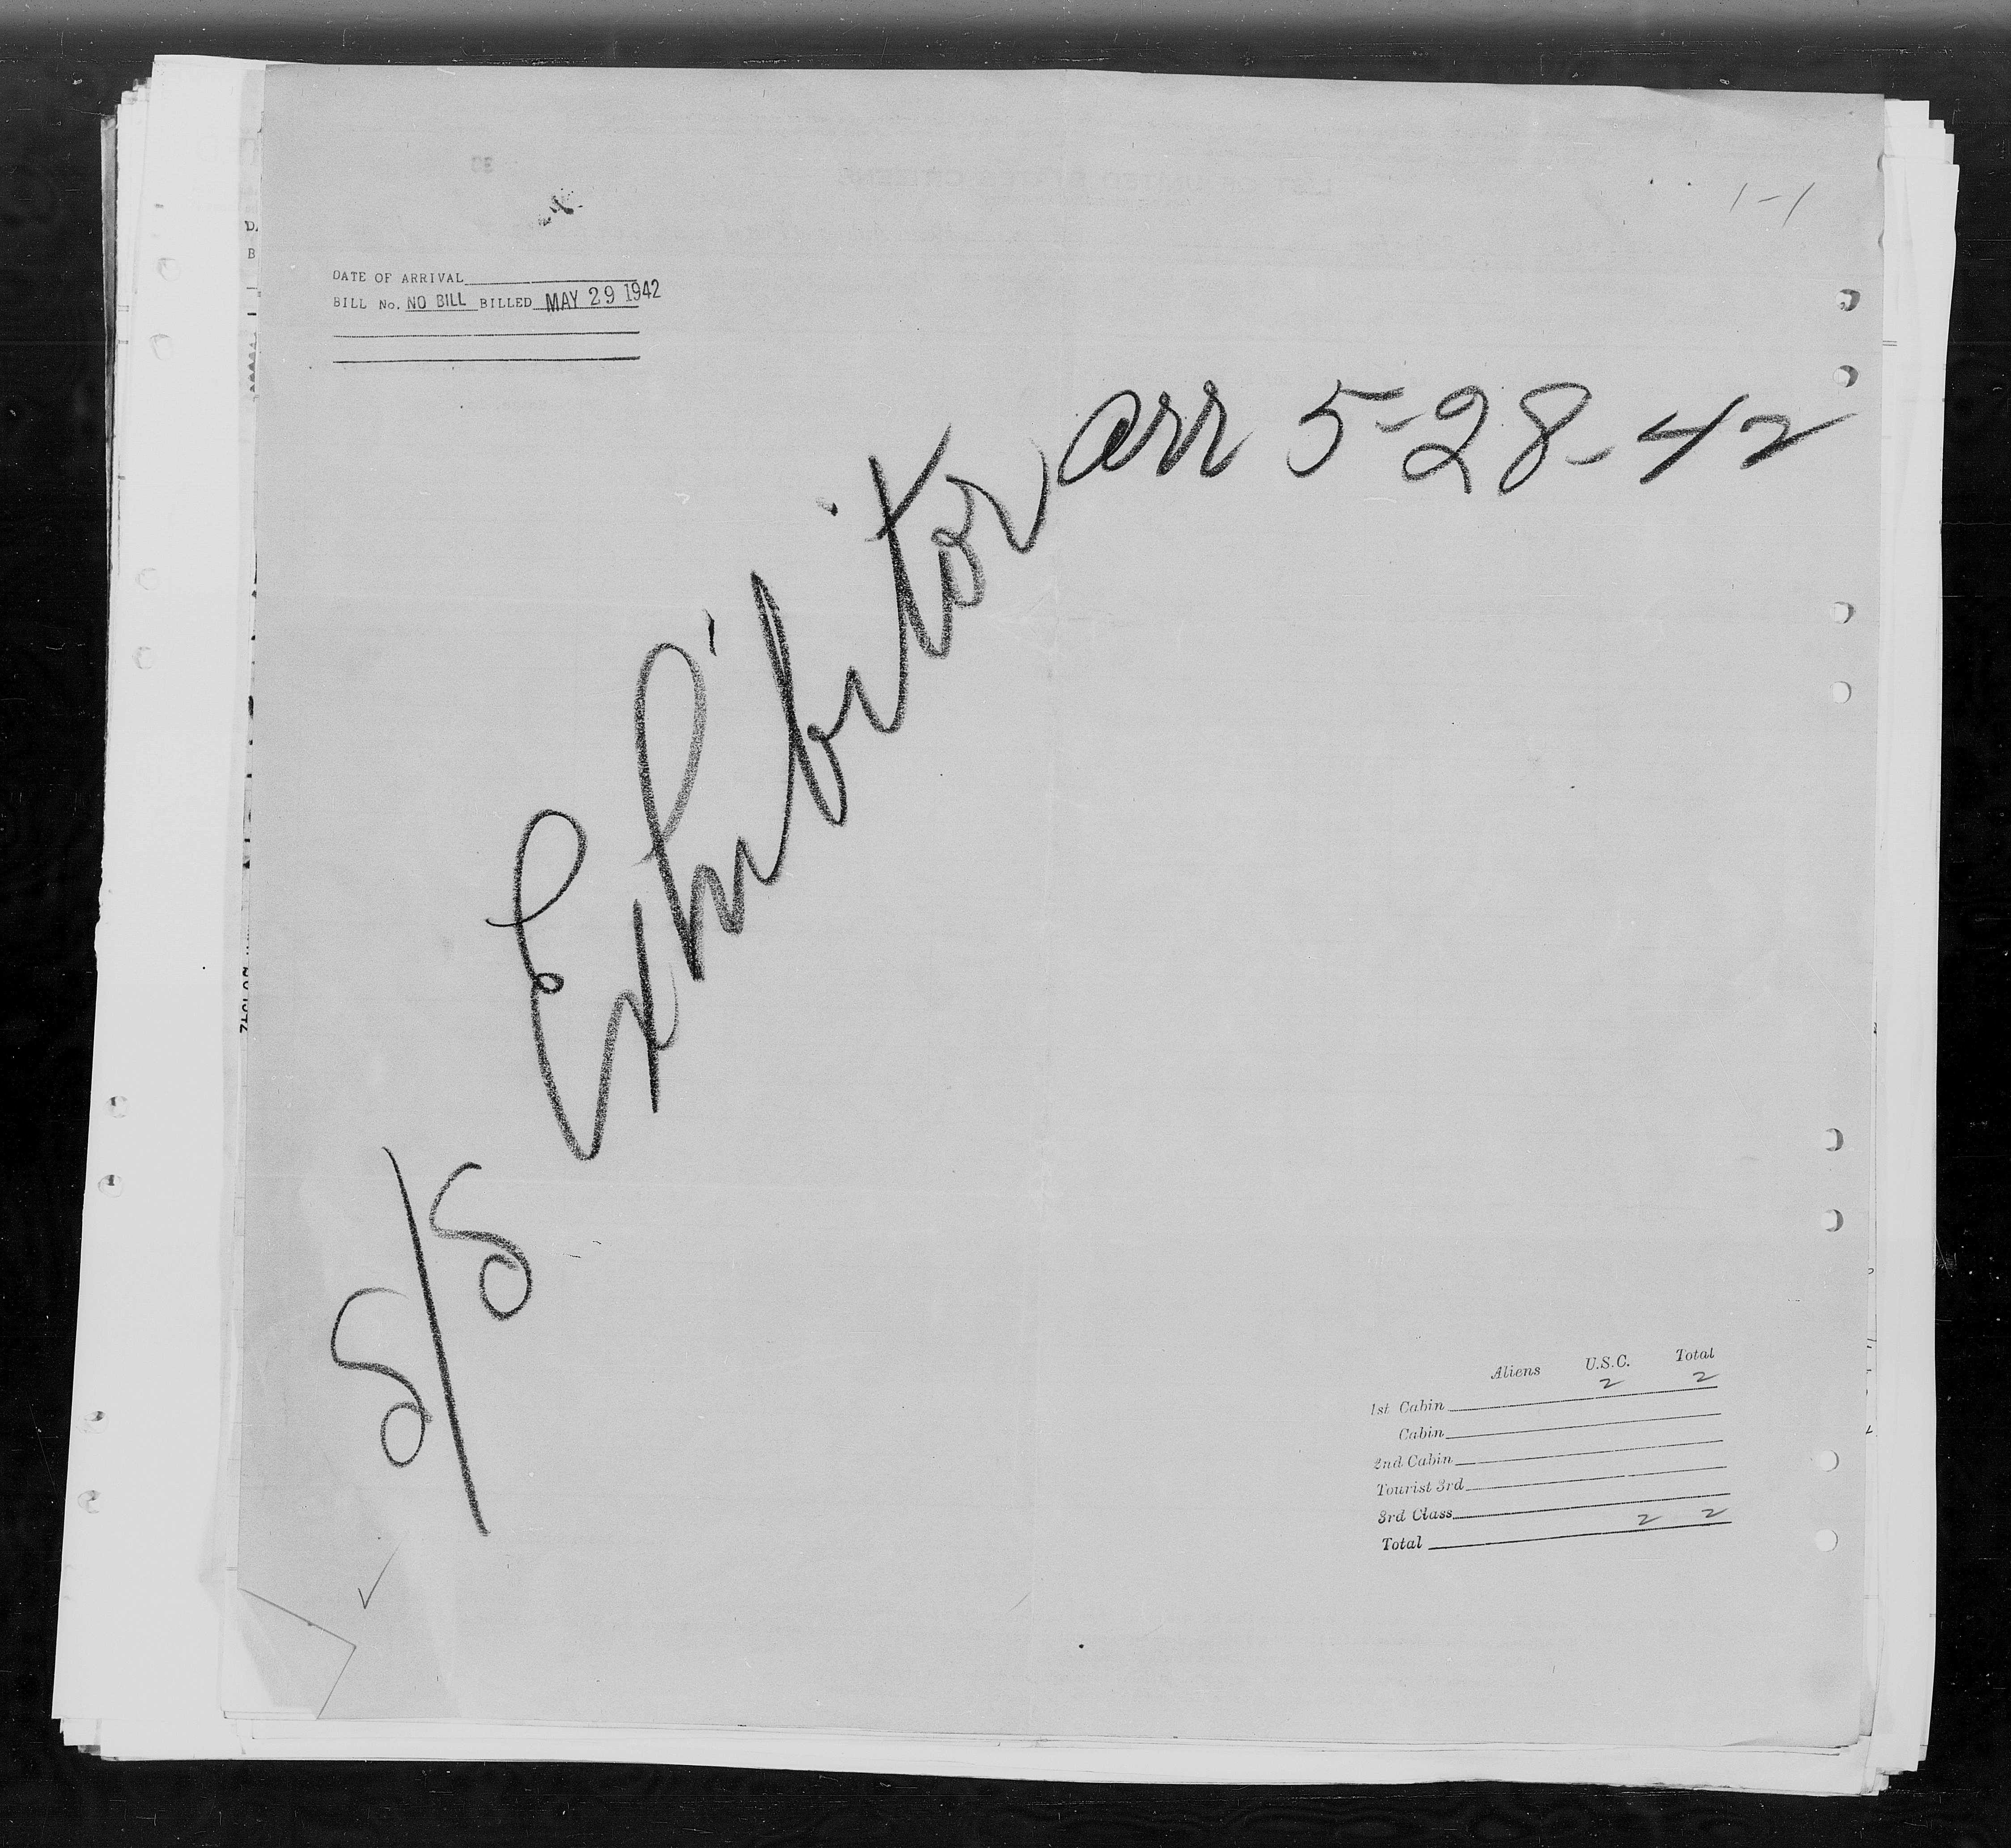 1-1
DATE OF ARRIVAL
BILL No. NO BILL BILLED MAY 29 1942
S/S Exhibitor arr 5-28-42
Aliens U.S.C. Total
2 2
1st Cabin
Cabin
2nd Cabin
Tourist 3rd
3rd Class
2 2
Total